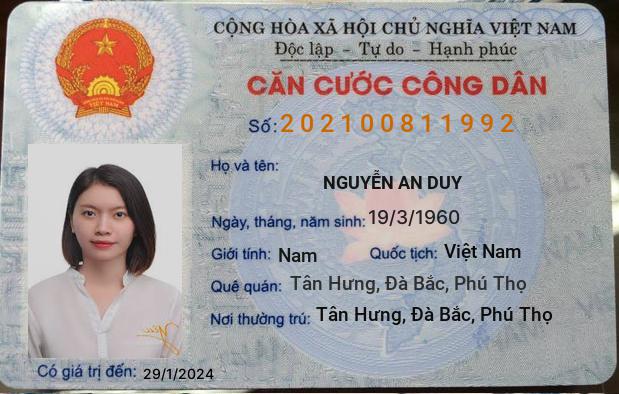 CỘNG HÒA XÃ HỘI CHỦ NGHĨA VIỆT NAM
Độc lập - Tự do - Hạnh phúc
CĂN CƯỚC CÔNG DÂN
Số: 202100811992
Họ và tên:
NGUYỄN AN DUY
Ngày, tháng, năm sinh: 19/3/1960
Giới tính: Nam Quốc tịch: Việt Nam
Quê quán: Tân Hưng, Đà Bắc, Phú Thọ
Nơi thường trú: Tân Hưng, Đà Bắc, Phú Thọ
Có giá trị đến: 29/1/2024